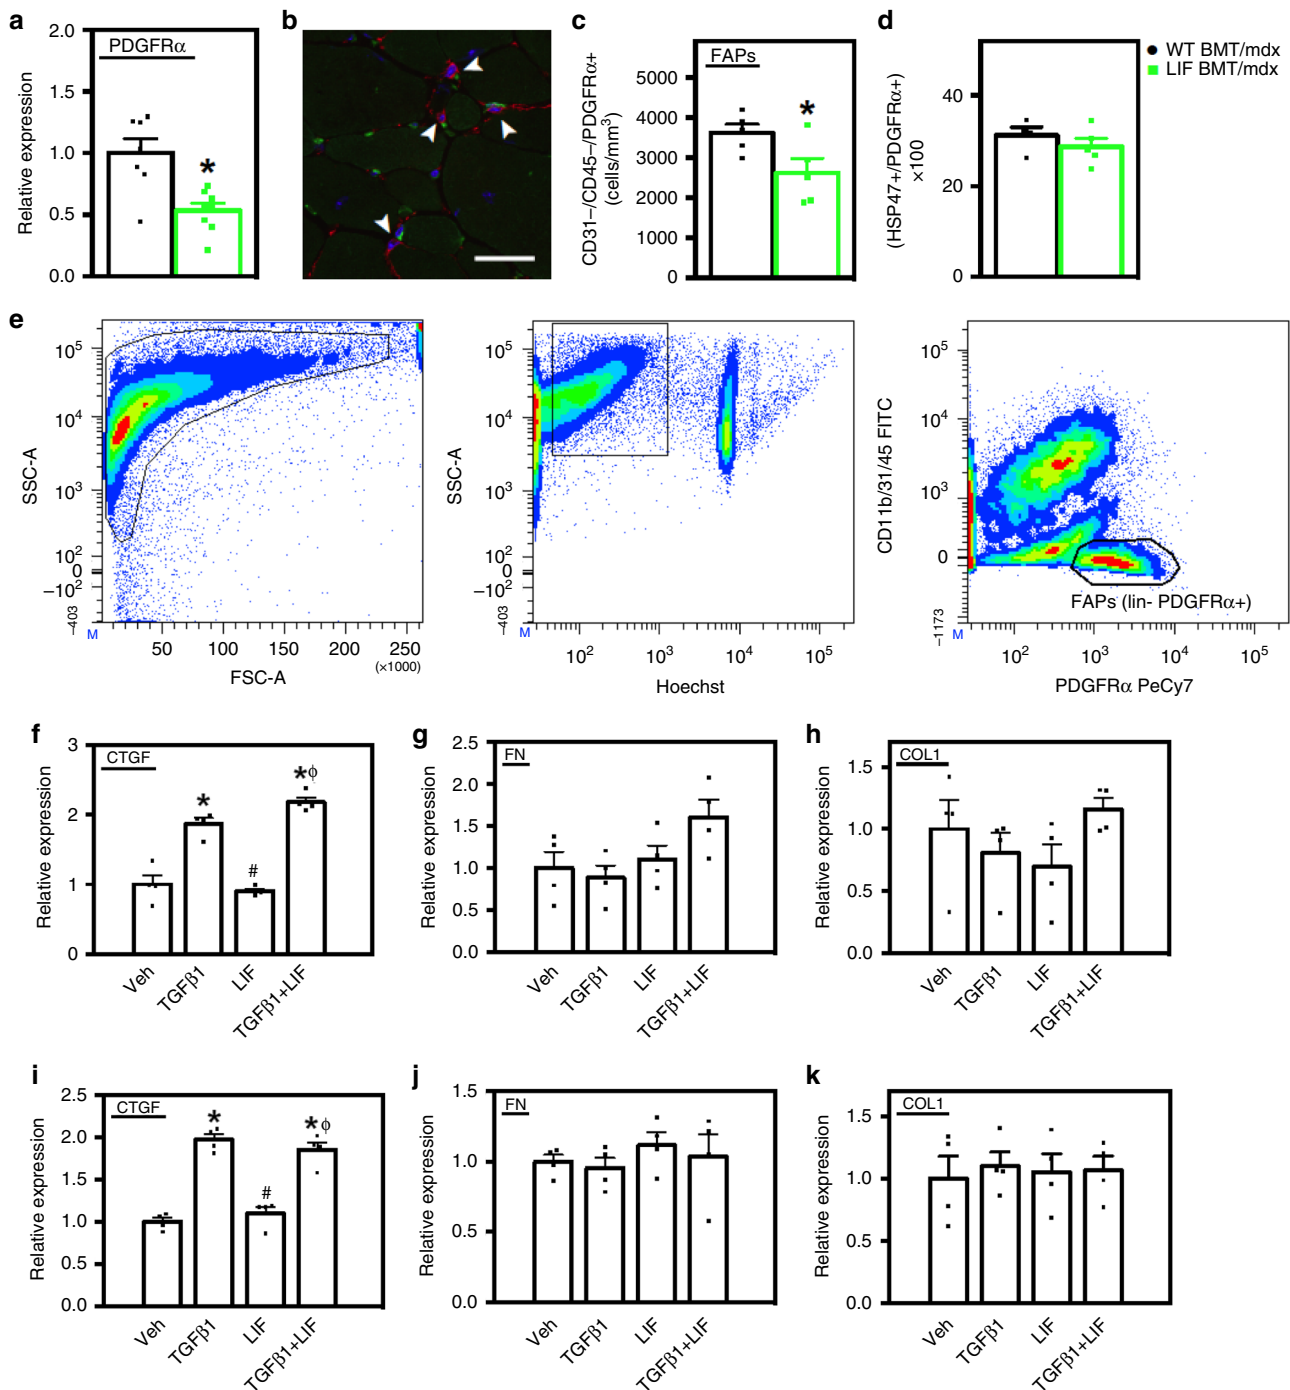 a
PDGFRα
Relative expression
2.0
1.5
1.0
0.5
0.0
*
b
c
FAPs
CD31–/CD45–/PDGFRα+
(cells/mm³)
5000
4000
3000
2000
1000
0
*
d
(HSP47+/PDGFRα+)
×100
40
20
0
WT BMT/mdx
LIF BMT/mdx
e
SSC-A
10⁵
10⁴
10³
10²
0
–10²
–403
M
50 100 150 200 250
(×1000)
FSC-A
SSC-A
10⁵
10⁴
10³
10²
0
–10²
–403
M
10² 10³ 10⁴ 10⁵
Hoechst
CD11b/31/45 FITC
10⁵
10⁴
10³
0
–1173
M
FAPs (lin- PDGFRα+)
10² 10³ 10⁴ 10⁵
PDGFRα PeCy7
f
CTGF
Relative expression
3
2
1
0
*
#
*ϕ
Veh
TGFβ1
LIF
TGFβ1+LIF
g
FN
Relative expression
2.5
2.0
1.5
1.0
0.5
0.0
Veh
TGFβ1
LIF
TGFβ1+LIF
h
COL1
Relative expression
1.5
1.0
0.5
0.0
Veh
TGFβ1
LIF
TGFβ1+LIF
i
CTGF
Relative expression
2.5
2.0
1.5
1.0
0.5
0.0
*
#
*ϕ
Veh
TGFβ1
LIF
TGFβ1+LIF
j
FN
Relative expression
1.5
1.0
0.5
0.0
Veh
TGFβ1
LIF
TGFβ1+LIF
k
COL1
Relative expression
1.5
1.0
0.5
0.0
Veh
TGFβ1
LIF
TGFβ1+LIF